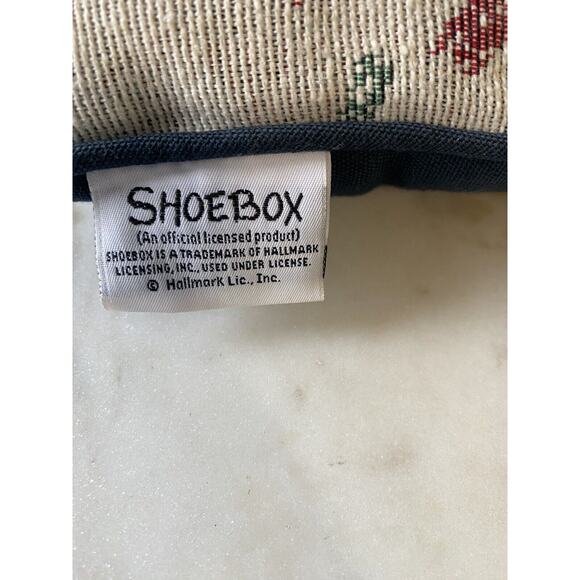 SHOEBOX
(An official licensed product)
SHOEBOX IS A TRADEMARK OF HALLMARK
LICENSING, INC., USED UNDER LICENSE.
© Hallmark Lic., Inc.